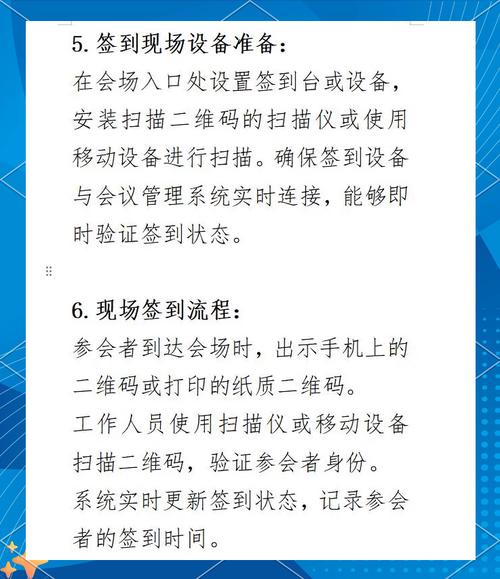 5.签到现场设备准备：
在会场入口处设置签到台或设备，
安装扫描二维码的扫描仪或使用
移动设备进行扫描。确保签到设备
与会议管理系统实时连接，能够即
时验证签到状态。
6.现场签到流程：
参会者到达会场时，出示手机上的
二维码或打印的纸质二维码。
工作人员使用扫描仪或移动设备
扫描二维码，验证参会者身份。
系统实时更新签到状态，记录参会
者的签到时间。